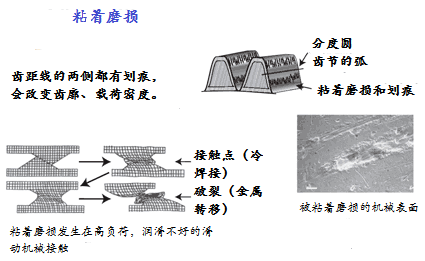 粘着磨损
齿距线的两侧都有划痕，
会改变齿廓、载荷密度。
分度圆
齿节的弧
粘着磨损和划痕
接触点（冷
焊接）
破裂（金属
转移）
粘着磨损发生在高负荷，润滑不好的滑
动机械接触
被粘着磨损的机械表面